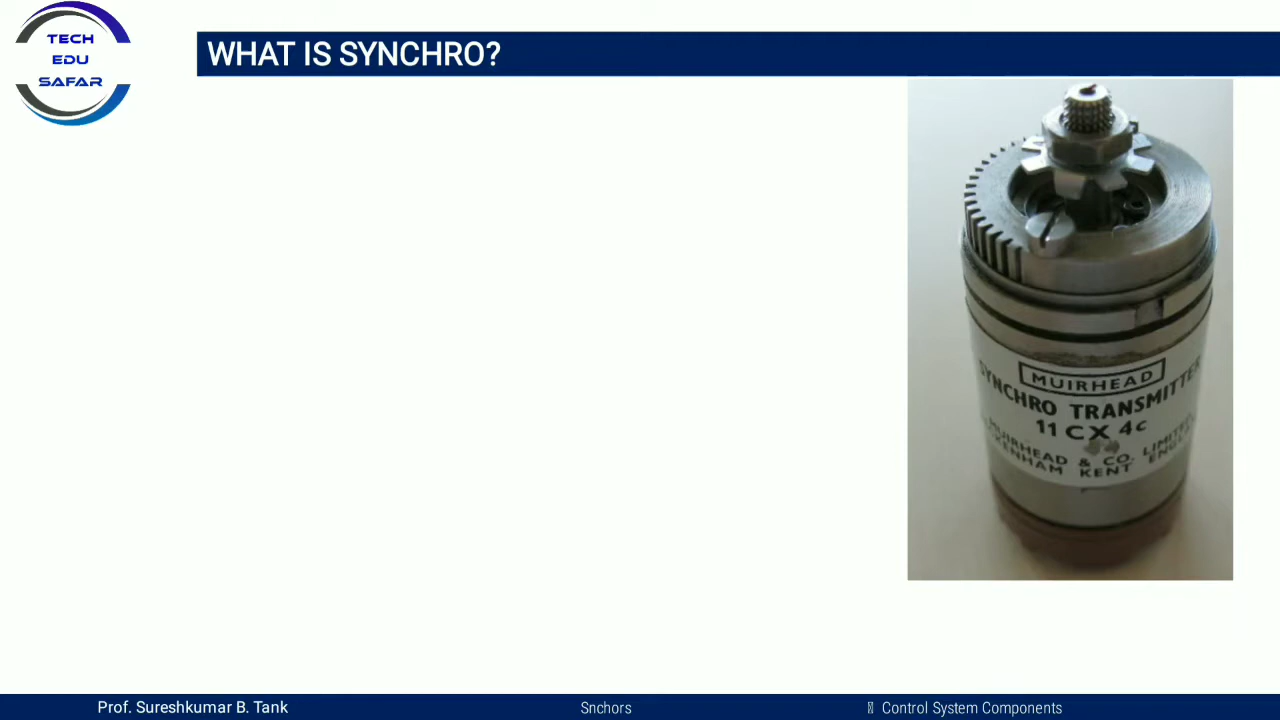 TECH
EDU
SAFAR
WHAT IS SYNCHRO?
MUIRHEAD
SYNCHRO TRANSMITTER
11 CX 4c
MUIRHEAD & CO. LIMITED
KENT
Prof. Sureshkumar B. Tank
Snchors
Control System Components